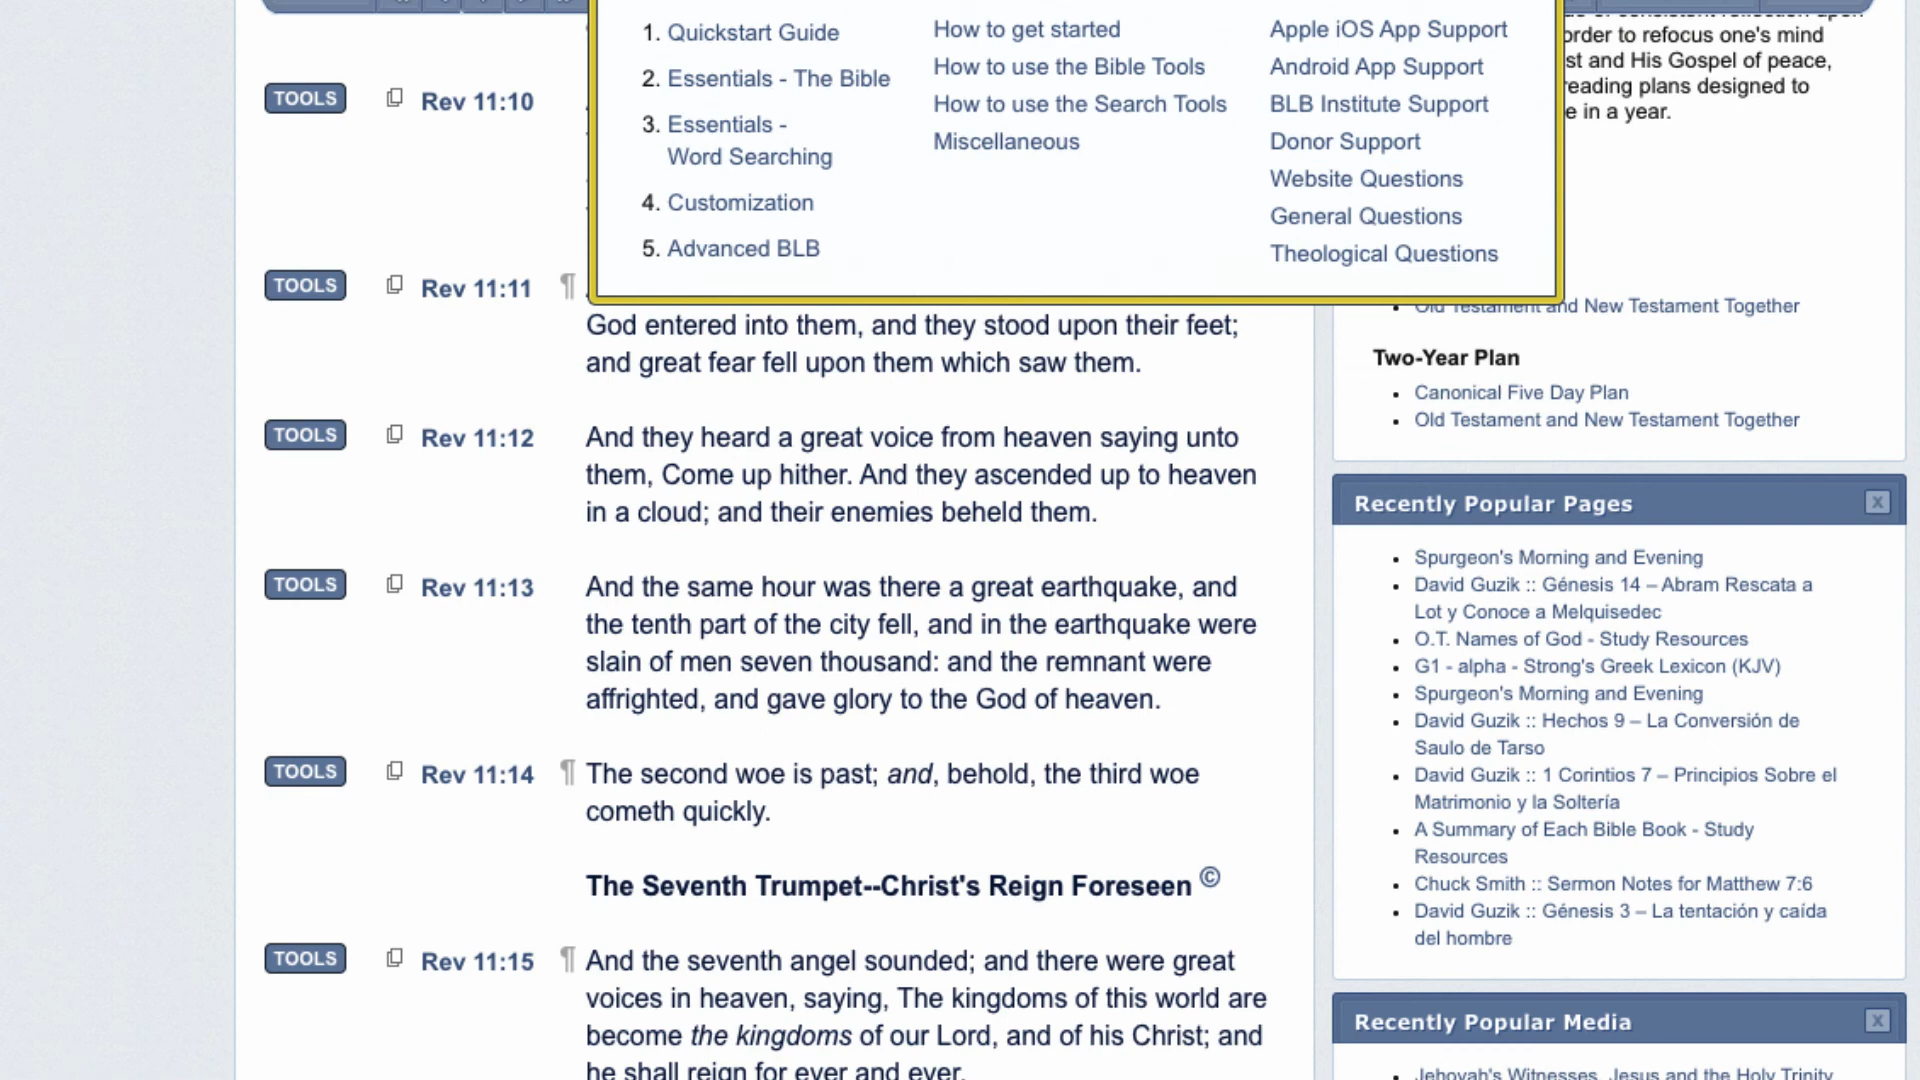 1. Quickstart Guide
2. Essentials - The Bible
3. Essentials -
Word Searching
4. Customization
5. Advanced BLB
How to get started
How to use the Bible Tools
How to use the Search Tools
Miscellaneous
Apple iOS App Support
Android App Support
BLB Institute Support
Donor Support
Website Questions
General Questions
Theological Questions
TOOLS Rev 11:10
TOOLS Rev 11:11 ¶
God entered into them, and they stood upon their feet;
and great fear fell upon them which saw them.
TOOLS Rev 11:12 And they heard a great voice from heaven saying unto
them, Come up hither. And they ascended up to heaven
in a cloud; and their enemies beheld them.
TOOLS Rev 11:13 And the same hour was there a great earthquake, and
the tenth part of the city fell, and in the earthquake were
slain of men seven thousand: and the remnant were
affrighted, and gave glory to the God of heaven.
TOOLS Rev 11:14 ¶ The second woe is past; and, behold, the third woe
cometh quickly.
The Seventh Trumpet--Christ's Reign Foreseen ©
TOOLS Rev 11:15 ¶ And the seventh angel sounded; and there were great
voices in heaven, saying, The kingdoms of this world are
become the kingdoms of our Lord, and of his Christ; and
he shall reign for ever and ever.
of consistent reflection upon
order to refocus one's mind
st and His Gospel of peace,
reading plans designed to
e in a year.
• Old Testament and New Testament Together
Two-Year Plan
• Canonical Five Day Plan
• Old Testament and New Testament Together
Recently Popular Pages X
• Spurgeon's Morning and Evening
• David Guzik :: Génesis 14 – Abram Rescata a
Lot y Conoce a Melquisedec
• O.T. Names of God - Study Resources
• G1 - alpha - Strong's Greek Lexicon (KJV)
• Spurgeon's Morning and Evening
• David Guzik :: Hechos 9 – La Conversión de
Saulo de Tarso
• David Guzik :: 1 Corintios 7 – Principios Sobre el
Matrimonio y la Soltería
• A Summary of Each Bible Book - Study
Resources
• Chuck Smith :: Sermon Notes for Matthew 7:6
• David Guzik :: Génesis 3 – La tentación y caída
del hombre
Recently Popular Media X
• Jehovah's Witnesses, Jesus and the Holy Trinity